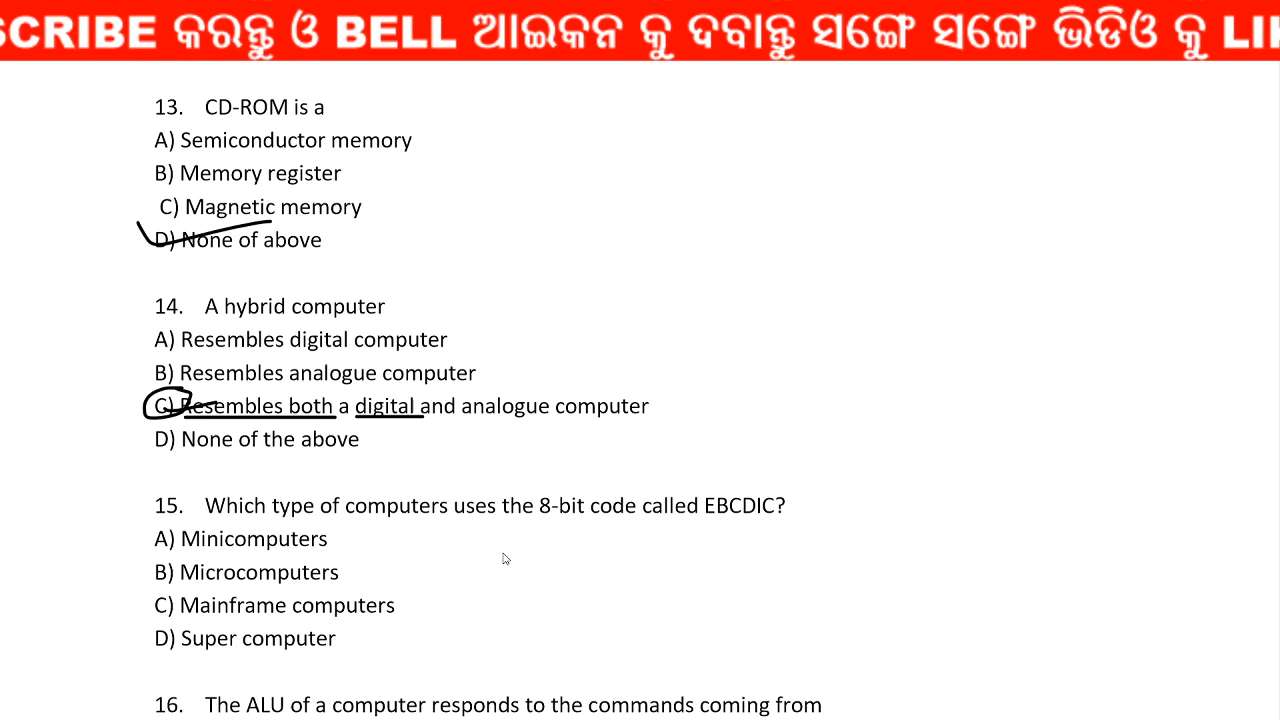 SCRIBE କରନ୍ତୁ ଓ BELL ଆଇକନ କୁ ଦବାନ୍ତୁ ସଙ୍ଗେ ସଙ୍ଗେ ଭିଡିଓ କୁ LI
13. CD-ROM is a
A) Semiconductor memory
B) Memory register
C) Magnetic memory
D) None of above
14. A hybrid computer
A) Resembles digital computer
B) Resembles analogue computer
C) Resembles both a digital and analogue computer
D) None of the above
15. Which type of computers uses the 8-bit code called EBCDIC?
A) Minicomputers
B) Microcomputers
C) Mainframe computers
D) Super computer
16. The ALU of a computer responds to the commands coming from